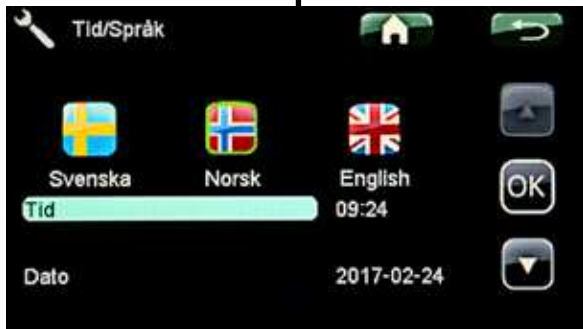 Tid/Språk
Svenska Norsk English
Tid 09:24
Dato 2017-02-24
OK